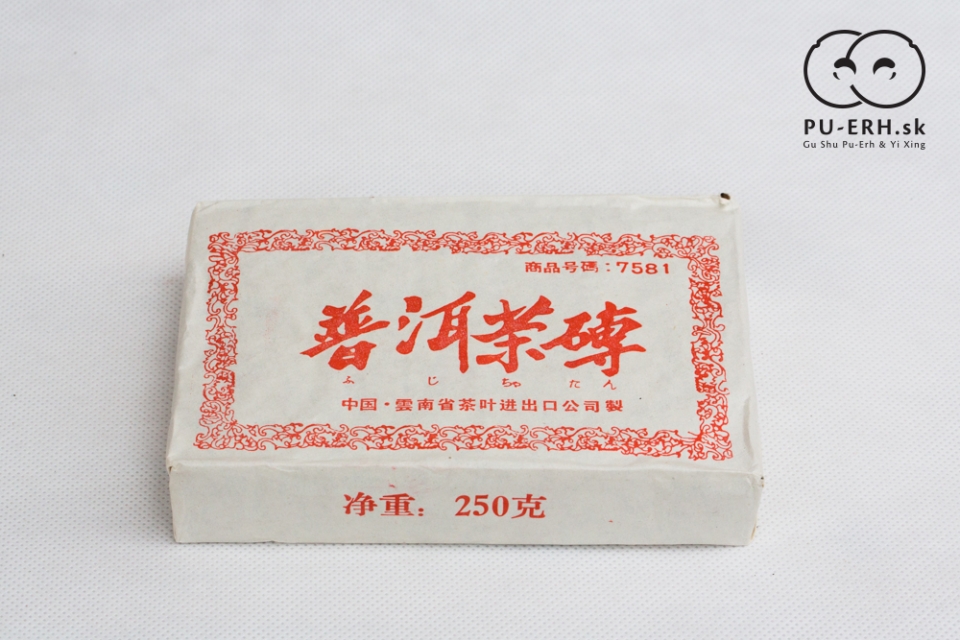 PU-ERH.sk
Gu Shu Pu-Erh & Yi Xing
商品号碼:7581
普洱茶磚
ふ じ ちゃ たん
中国·雲南省茶叶进出口公司製
净重: 250克